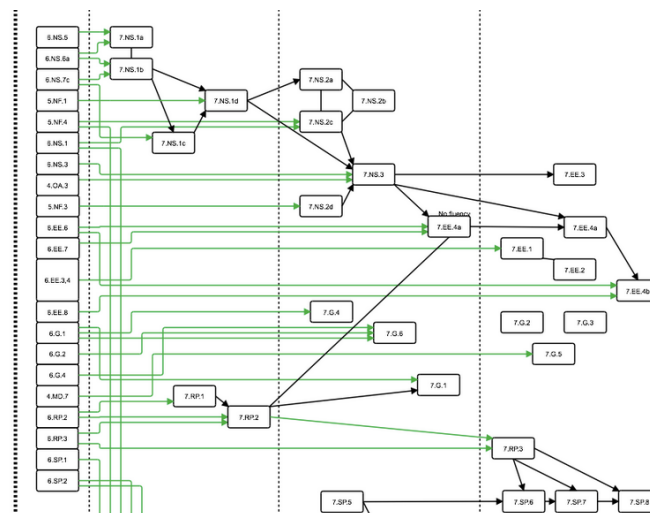 6.NS.5
7.NS.1a
6.NS.6a
7.NS.1b
7.NS.2a
6.NS.7c
7.NS.1d
7.NS.2b
5.NF.1
5.NF.4
7.NS.2c
6.NS.1
7.NS.1c
6.NS.3
7.NS.3
7.EE.3
4.OA.3
5.NF.3
7.NS.2d
No fluency
6.EE.6
7.EE.4a
7.EE.4a
6.EE.7
7.EE.1
7.EE.2
6.EE.3,4
7.EE.4b
6.EE.8
7.G.4
7.G.2
7.G.3
6.G.1
7.G.6
6.G.2
7.G.5
6.G.4
7.G.1
4.MD.7
7.RP.1
6.RP.2
7.RP.2
6.RP.3
7.RP.3
6.SP.1
6.SP.2
7.SP.5
7.SP.6
7.SP.7
7.SP.8